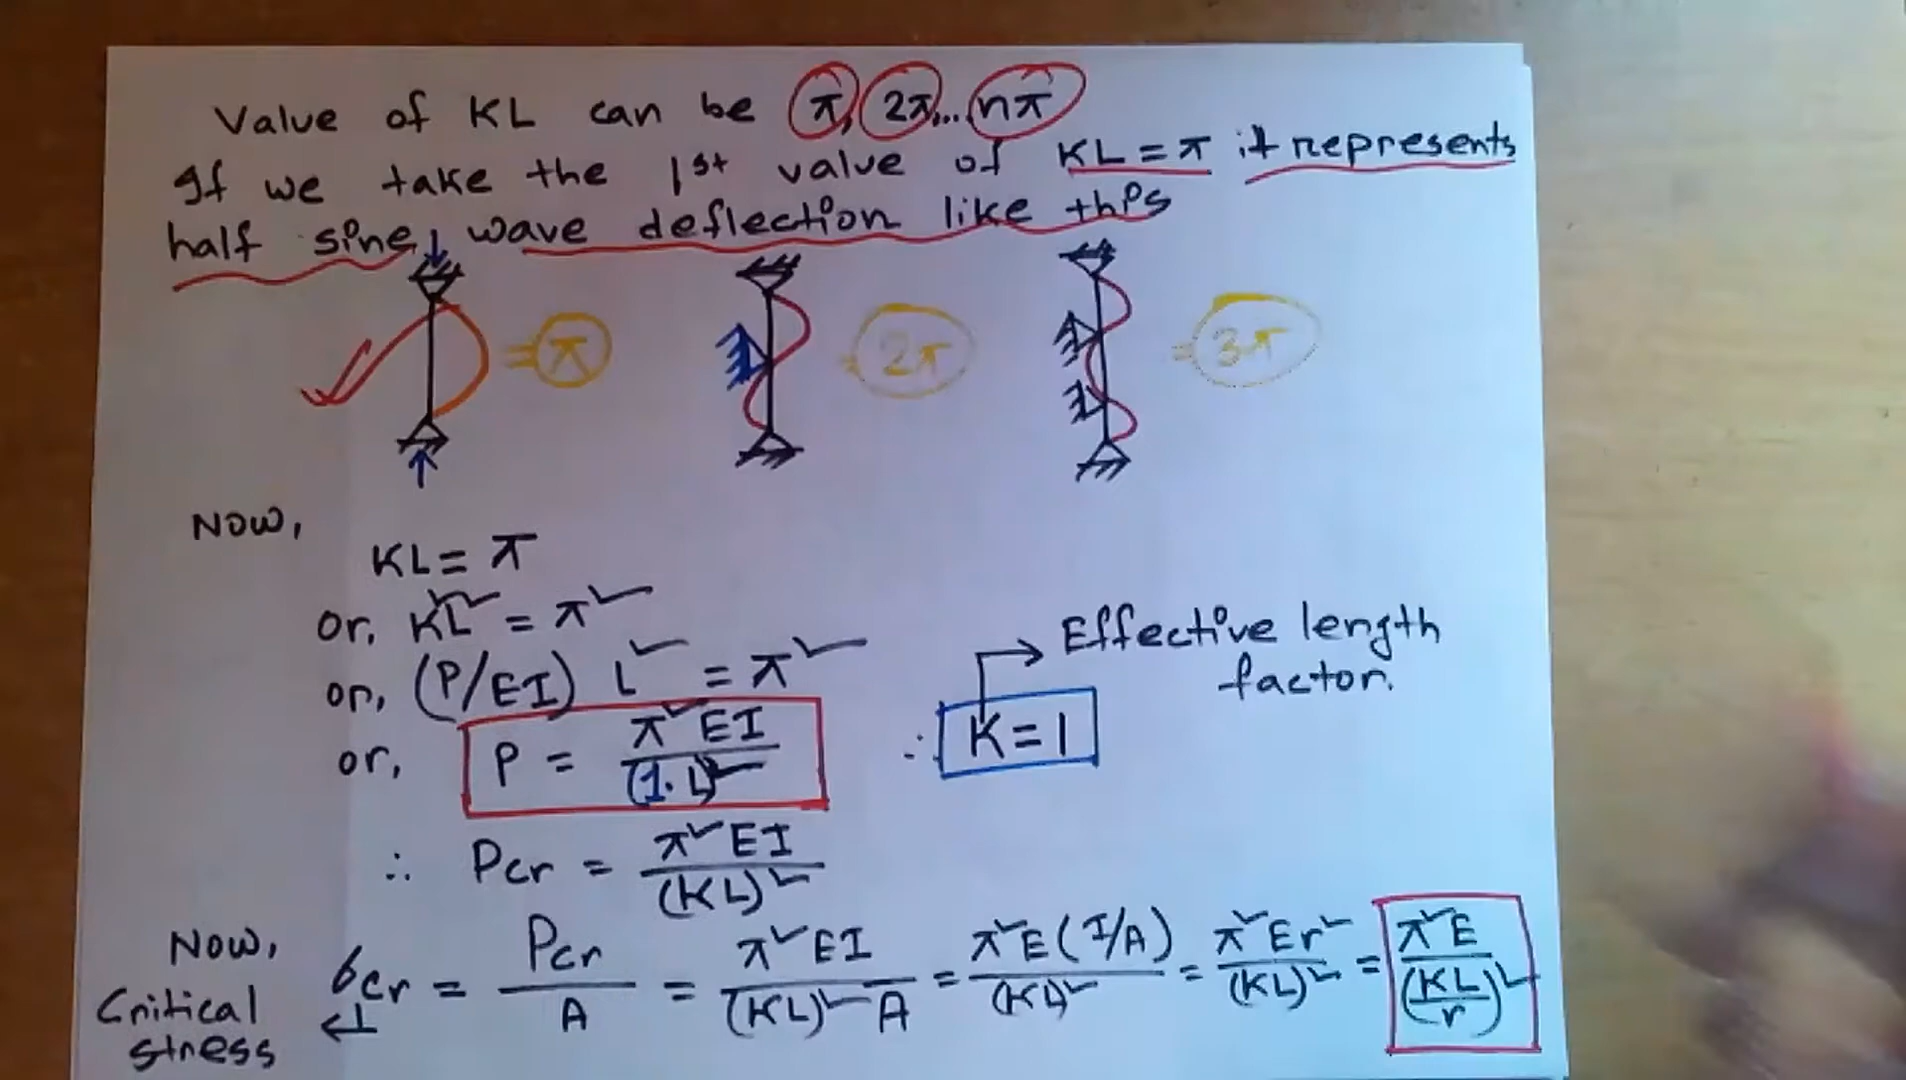 Value of KL can be π, 2π,...nπ
If we take the 1st value of KL = π it represents
half sine wave deflection like this
= π
= 2π
= 3π
Now,
KL = π
or, K²L² = π²
or, (P/EI) L² = π²
or, P = π²EI / (1.L)²
∴ K = 1
Effective length
factor.
∴ Pcr = π²EI / (KL)²
Now, σcr = Pcr / A = π²EI / (KL)² A = π²E(I/A) / (KL)² = π²Er² / (KL)² = π²E / (KL/r)²
Critical
stress